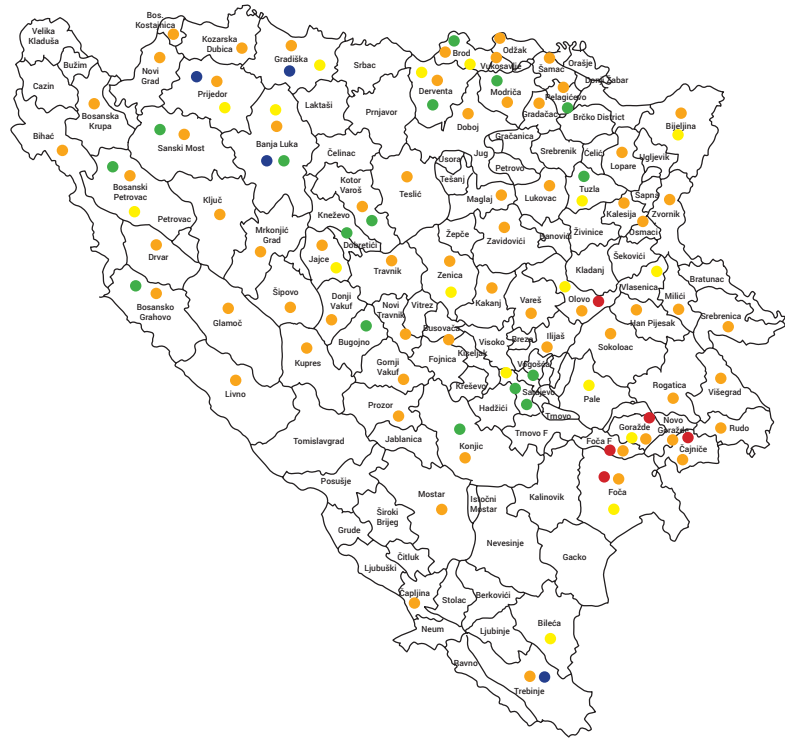 Bos.
Kostajnica
Velika
Kladuša
Kozarska
Dubica
Gradiška
Srbac
Brod
Odžak
Vukosavlje
Šamac
Orašje
Donji Žabar
Bužim
Novi
Grad
Cazin
Prijedor
Laktaši
Derventa
Modriča
Pelagićevo
Gradačac
Brčko District
Bosanska
Krupa
Prnjavor
Doboj
Bijeljina
Bihać
Sanski Most
Banja Luka
Čelinac
Gračanica
Jug
Usora
Petrovo
Srebrenik
Čelić
Lopare
Ugljevik
Tešanj
Teslić
Kotor
Varoš
Bosanski
Petrovac
Petrovac
Ključ
Maglaj
Lukovac
Tuzla
Sapna
Kalesija
Zvornik
Osmaci
Kneževo
Dobretići
Mrkonjić
Grad
Žepče
Zavidovići
Banovići
Živinice
Drvar
Jajce
Travnik
Zenica
Šekovići
Kladanj
Vlasenica
Bratunac
Milići
Srebrenica
Bosansko
Grahovo
Šipovo
Donji
Vakuf
Novi
Travnik
Vitrez
Kakanj
Vareš
Olovo
Han Pijesak
Glamoč
Bugojno
Busovača
Kiseljak
Visoko
Breza
Ilijaš
Sokoloac
Kupres
Gornji
Vakuf
Fojnica
Vogošća
Kreševo
Sarajevo
Pale
Rogatica
Višegrad
Livno
Prozor
Hadžići
Trnovo
Jablanica
Konjic
Trnovo F
Foča F
Goražde
Novo
Goražde
Rudo
Čajniče
Tomislavgrad
Posušje
Mostar
Istočni
Mostar
Kalinovik
Foča
Široki
Brijeg
Grude
Čitluk
Ljubuški
Nevesinje
Gacko
Čapljina
Stolac
Berkovići
Neum
Ljubinje
Bileća
Ravno
Trebinje